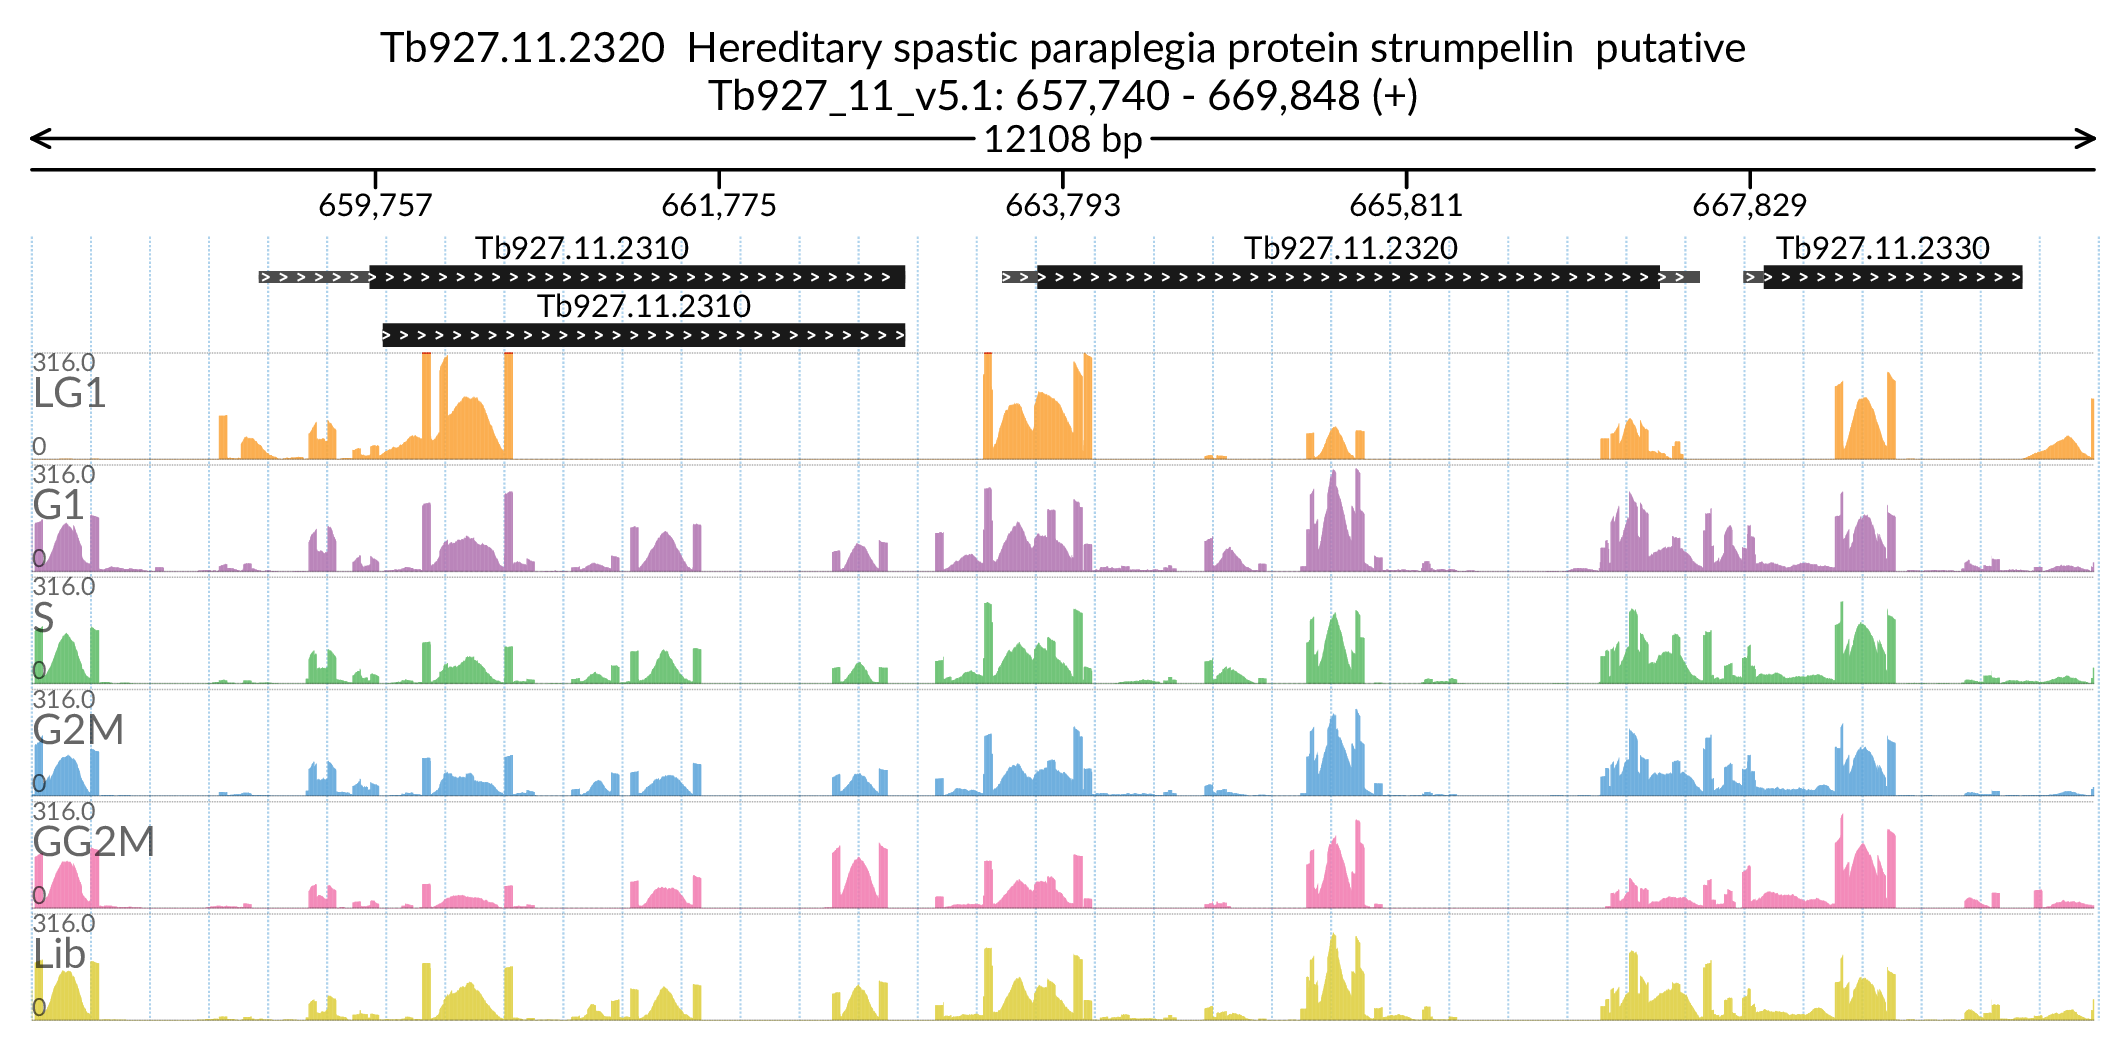 Tb927.11.2320  Hereditary spastic paraplegia protein strumpellin  putative
Tb927_11_v5.1: 657,740 - 669,848 (+)
12108 bp
659,757 661,775 663,793 665,811 667,829
Tb927.11.2310 Tb927.11.2320 Tb927.11.2330
Tb927.11.2310
316.0
LG1
0
316.0
G1
0
316.0
S
0
316.0
G2M
0
316.0
GG2M
0
316.0
Lib
0